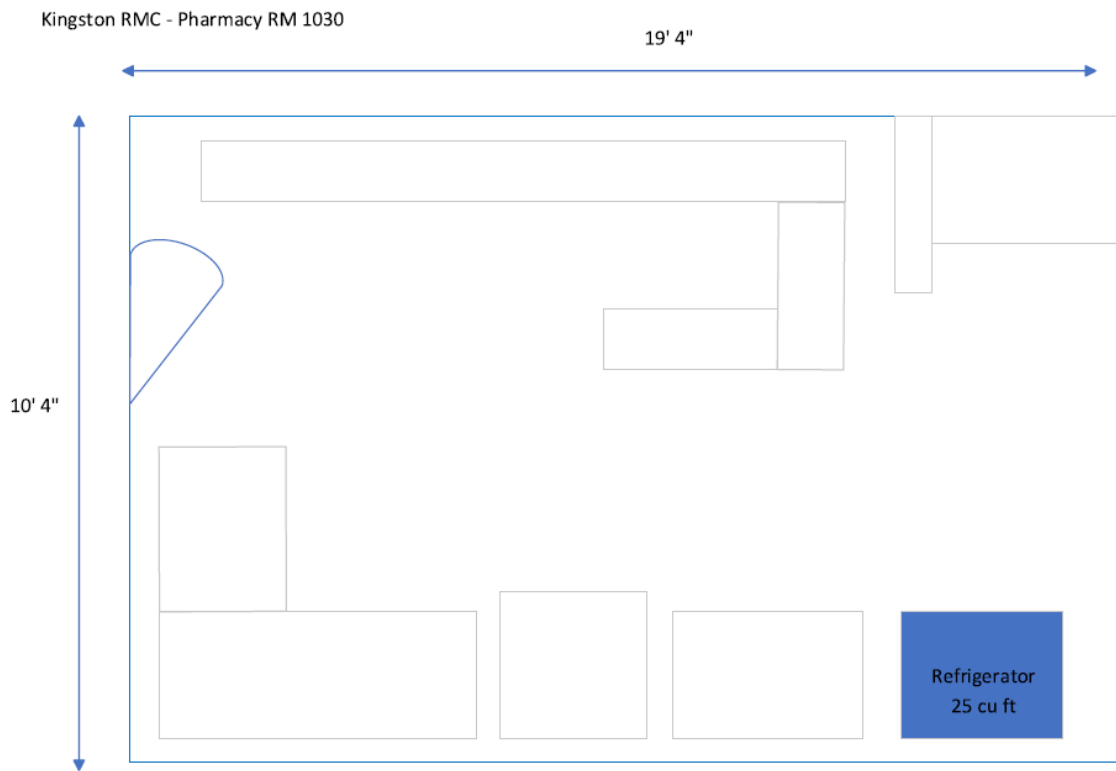 Kingston RMC - Pharmacy RM 1030
19' 4"
10' 4"
Refrigerator
25 cu ft